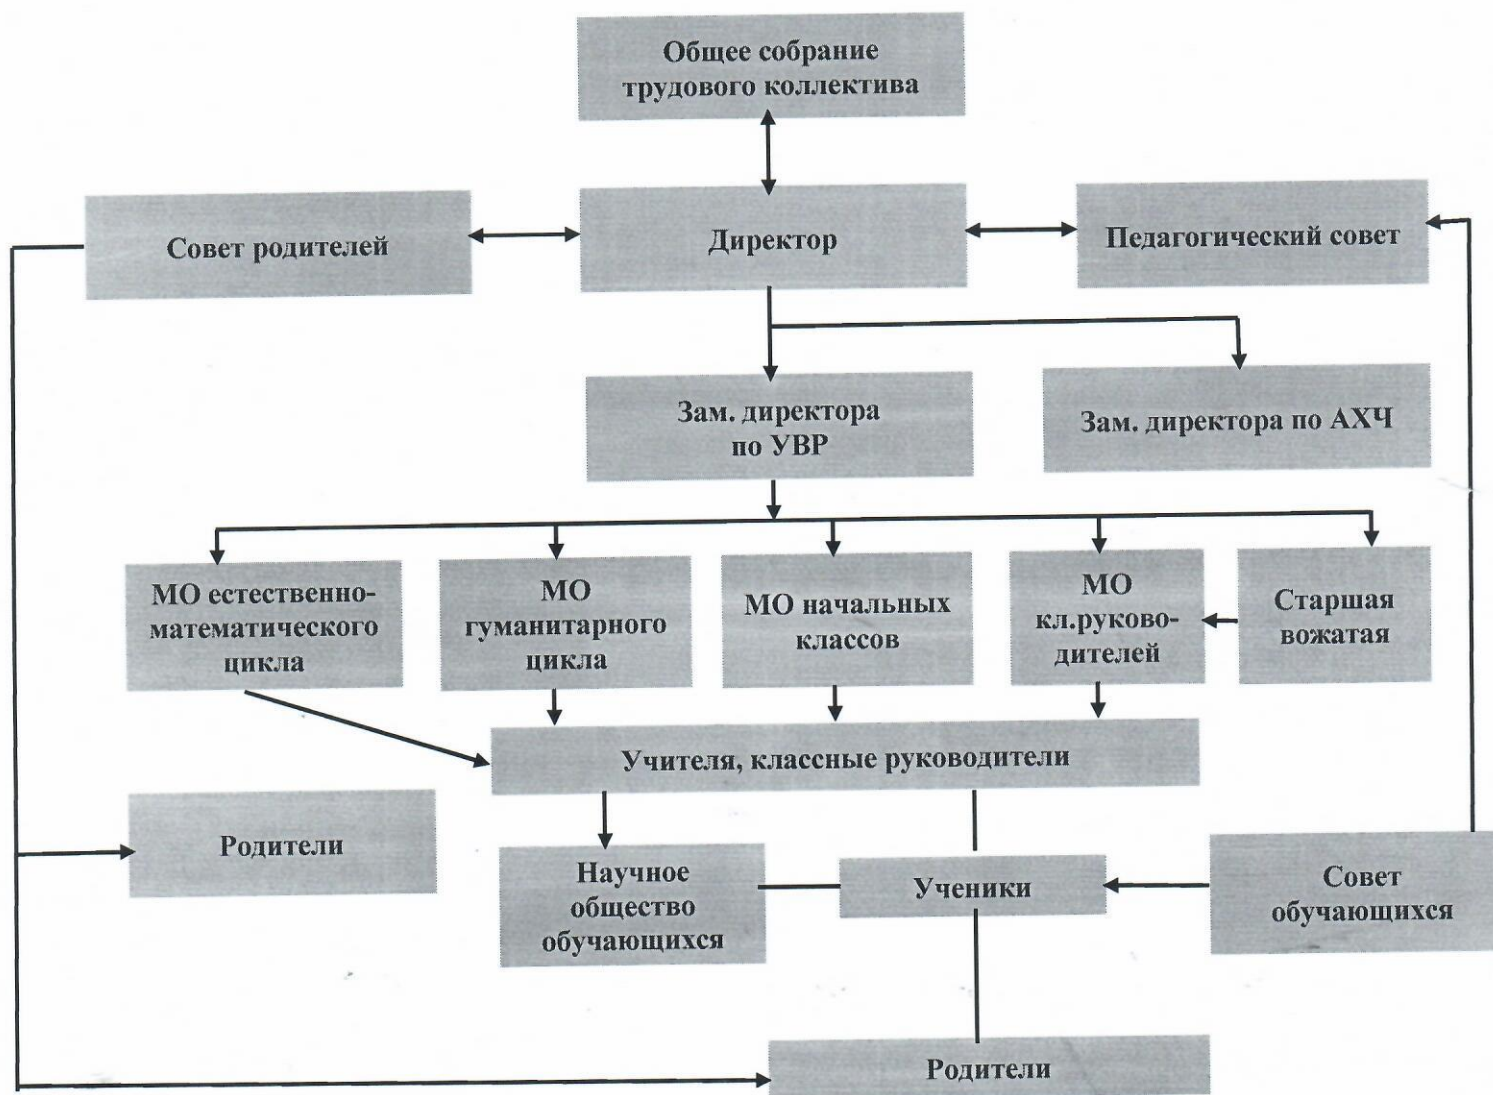 Общее собрание
трудового коллектива
Совет родителей
Директор
Педагогический совет
Зам. директора
по УВР
Зам. директора по АХЧ
МО естественно-
математического
цикла
МО
гуманитарного
цикла
МО начальных
классов
МО
кл.руково-
дителей
Старшая
вожатая
Учителя, классные руководители
Родители
Научное
общество
обучающихся
Ученики
Совет
обучающихся
Родители